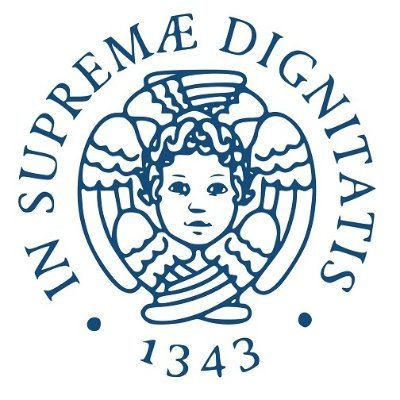 IN SUPREMÆ DIGNITATIS
· 1343 ·